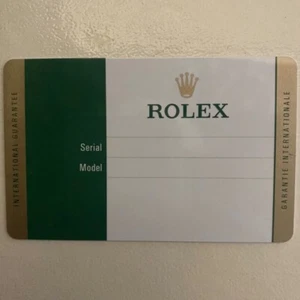 INTERNATIONAL GUARANTEE
ROLEX
Serial
Model
GARANTIE INTERNATIONALE